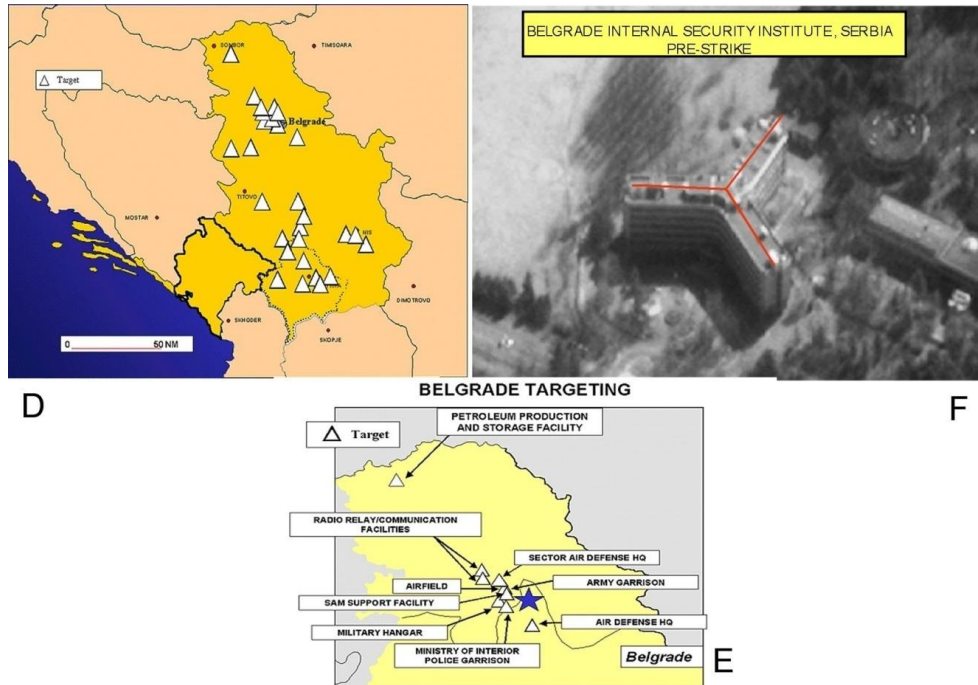 SOMBOR
TIMISOARA
Target
Belgrade
TITOVO
MOSTAR
NIS
DIMOTROVO
SKHODER
SKOPJE
0 50 NM
BELGRADE INTERNAL SECURITY INSTITUTE, SERBIA
PRE-STRIKE
D
F
BELGRADE TARGETING
Target
PETROLEUM PRODUCTION
AND STORAGE FACILITY
RADIO RELAY/COMMUNICATION
FACILITIES
SECTOR AIR DEFENSE HQ
AIRFIELD
ARMY GARRISON
SAM SUPPORT FACILITY
MILITARY HANGAR
AIR DEFENSE HQ
MINISTRY OF INTERIOR
POLICE GARRISON
Belgrade
E